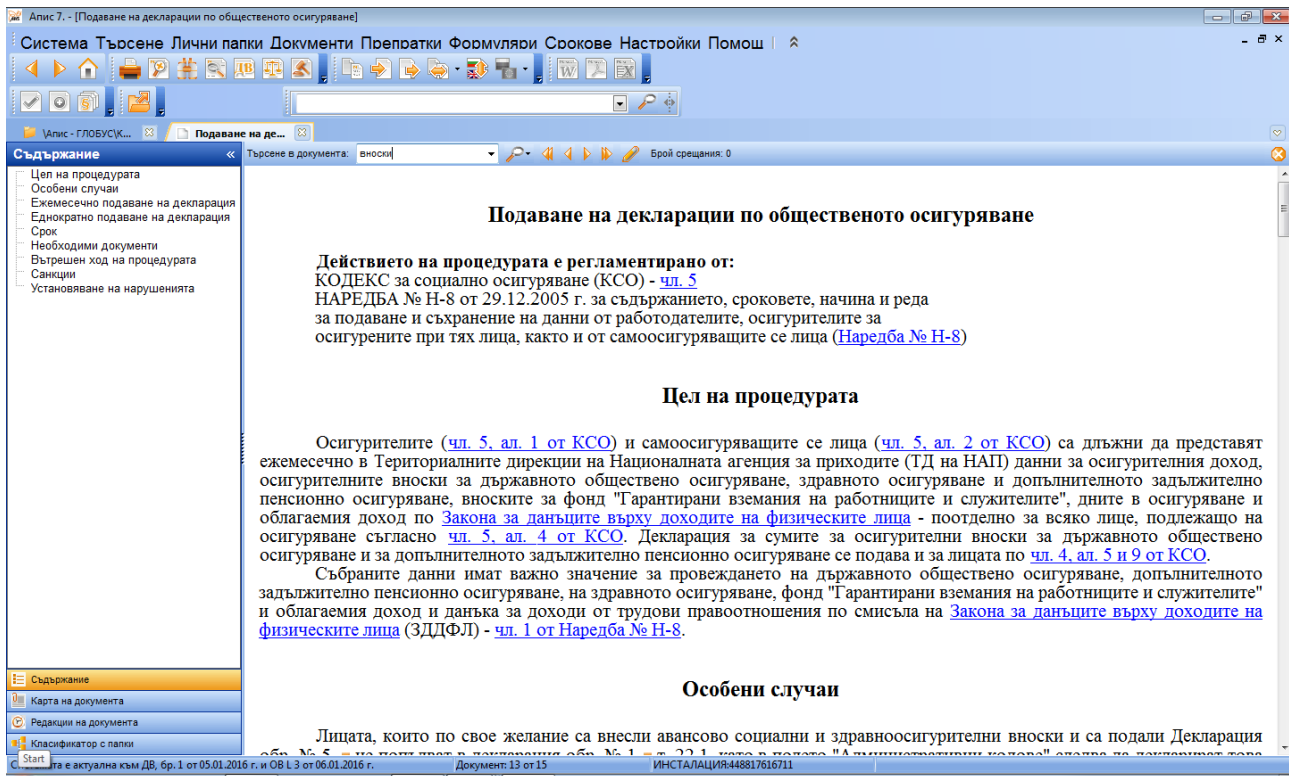 Апис 7. - [Подаване на декларации по общественото осигуряване]
Система Търсене Лични папки Документи Препратки Формуляри Срокове Настройки Помощ
\Апис - ГЛОБУС\К...
Подаване на де...
Съдържание «
Търсене в документа: вноски
Брой срещания: 0
Цел на процедурата
Особени случаи
Ежемесечно подаване на декларация
Еднократно подаване на декларация
Срок
Необходими документи
Вътрешен ход на процедурата
Санкции
Установяване на нарушенията
Подаване на декларации по общественото осигуряване
Действието на процедурата е регламентирано от:
КОДЕКС за социално осигуряване (КСО) - чл. 5
НАРЕДБА № Н-8 от 29.12.2005 г. за съдържанието, сроковете, начина и реда
за подаване и съхранение на данни от работодателите, осигурителите за
осигурените при тях лица, както и от самоосигуряващите се лица (Наредба № Н-8)
Цел на процедурата
Осигурителите (чл. 5, ал. 1 от КСО) и самоосигуряващите се лица (чл. 5, ал. 2 от КСО) са длъжни да представят
ежемесечно в Териториалните дирекции на Националната агенция за приходите (ТД на НАП) данни за осигурителния доход,
осигурителните вноски за държавното обществено осигуряване, здравното осигуряване и допълнителното задължително
пенсионно осигуряване, вноските за фонд "Гарантирани вземания на работниците и служителите", дните в осигуряване и
облагаемия доход по Закона за данъците върху доходите на физическите лица - поотделно за всяко лице, подлежащо на
осигуряване съгласно чл. 5, ал. 4 от КСО. Декларация за сумите за осигурителни вноски за държавното обществено
осигуряване и за допълнителното задължително пенсионно осигуряване се подава и за лицата по чл. 4, ал. 5 и 9 от КСО.
Събраните данни имат важно значение за провеждането на държавното обществено осигуряване, допълнителното
задължително пенсионно осигуряване, на здравното осигуряване, фонд "Гарантирани вземания на работниците и служителите"
и облагаемия доход и данъка за доходи от трудови правоотношения по смисъла на Закона за данъците върху доходите на
физическите лица (ЗДДФЛ) - чл. 1 от Наредба № Н-8.
Особени случаи
Лицата, които по свое желание са внесли авансово социални и здравноосигурителни вноски и са подали Декларация
Съдържание
Карта на документа
Редакции на документа
Класификатор с папки
Start
та е актуална към ДВ, бр. 1 от 05.01.2016 г. и ОВ L 3 от 06.01.2016 г.
Документ: 13 от 15
ИНСТАЛАЦИЯ:448817616711